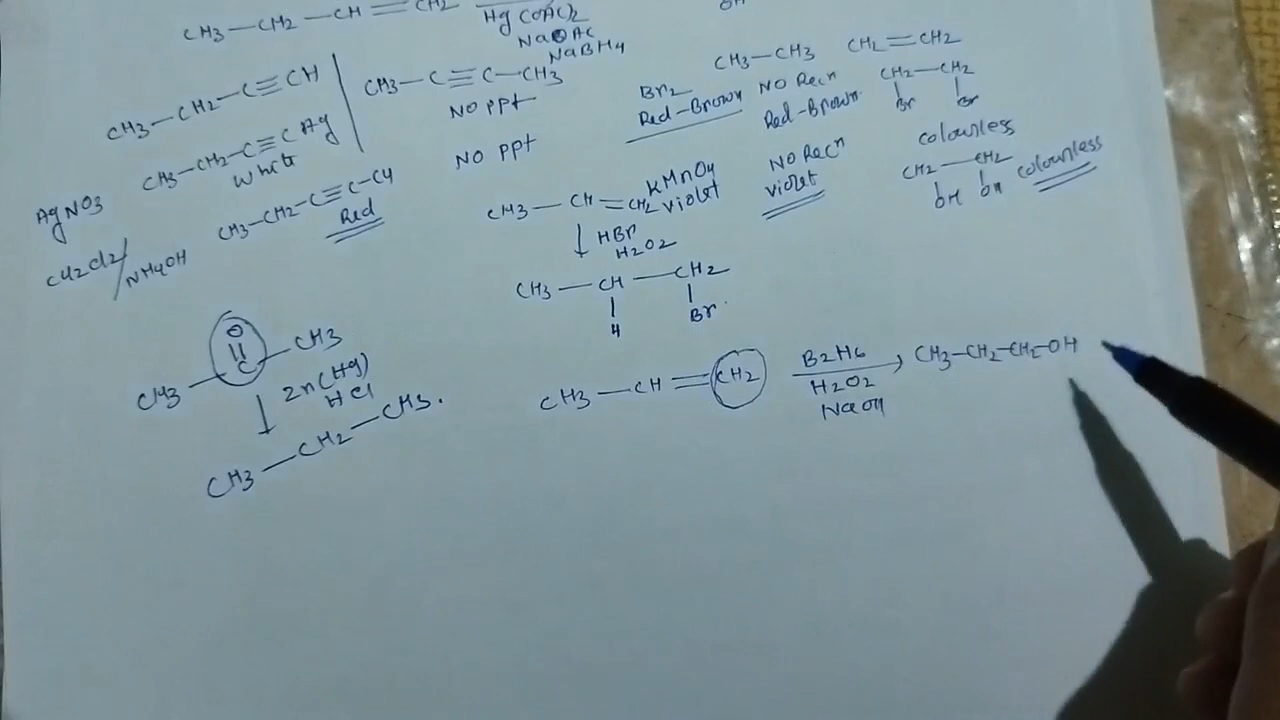 CH3—CH2—CH=CH2
Hg(OAc)2
NaOAc
NaBH4
OH
CH3—CH2—C≡CH
CH3—C≡C—CH3
NO PPt
AgNO3
CH3—CH2—C≡CAg
White
NO PPt
Cu2Cl2/NH4OH
CH3—CH2—C≡C—Cu
Red
CH3—CH3
CH2=CH2
Br2
Red-Brown
NO Recn
Red-Brown
CH2—CH2
Br Br
colourless
KMnO4
violet
NO Recn
violet
CH2—CH2
OH OH
colourless
CH3—CH=CH2
HBr
H2O2
CH3—CH—CH2
H Br
O
CH3—C—CH3
Zn(Hg)
HCl
CH3—CH2—CH3.
CH3—CH=CH2
B2H6
H2O2
NaOH
CH3—CH2—CH2—OH